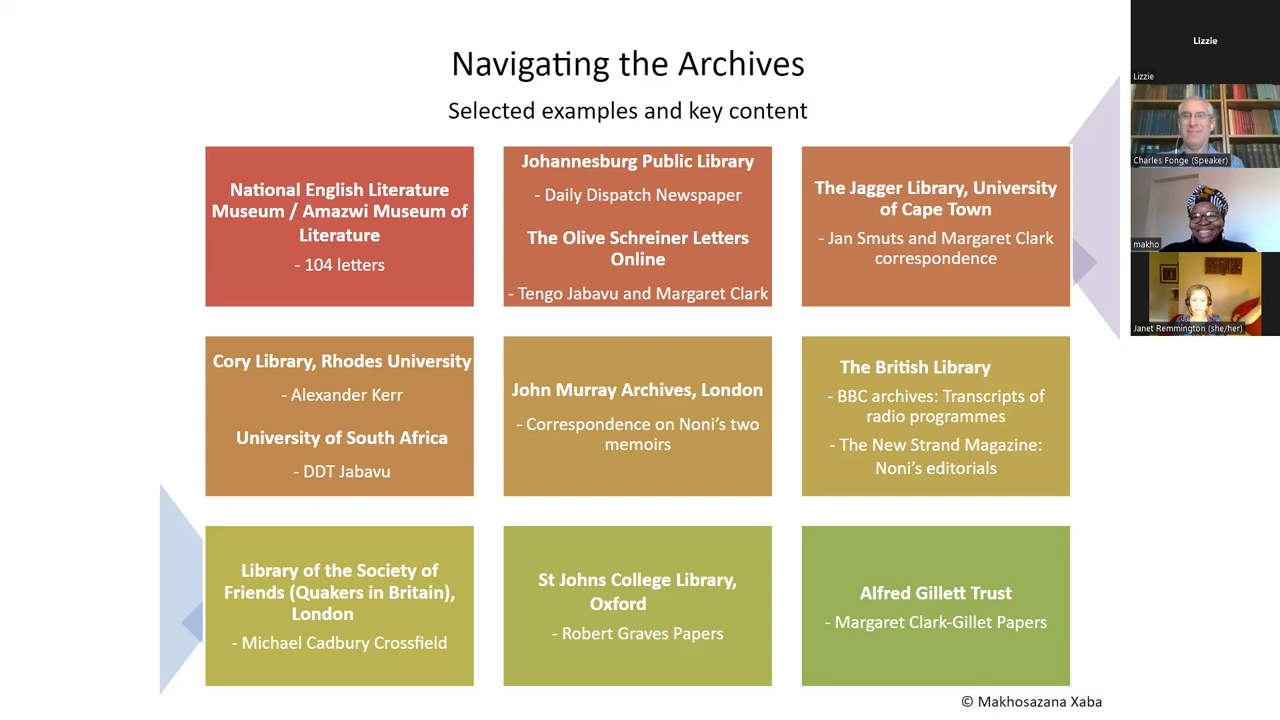 Navigating the Archives
Selected examples and key content
National English Literature
Museum / Amazwi Museum of
Literature
- 104 letters
Johannesburg Public Library
- Daily Dispatch Newspaper
The Olive Schreiner Letters
Online
- Tengo Jabavu and Margaret Clark
The Jagger Library, University
of Cape Town
- Jan Smuts and Margaret Clark
correspondence
Cory Library, Rhodes University
- Alexander Kerr
University of South Africa
- DDT Jabavu
John Murray Archives, London
- Correspondence on Noni's two
memoirs
The British Library
- BBC archives: Transcripts of
radio programmes
- The New Strand Magazine:
Noni's editorials
Library of the Society of
Friends (Quakers in Britain),
London
- Michael Cadbury Crossfield
St Johns College Library,
Oxford
- Robert Graves Papers
Alfred Gillett Trust
- Margaret Clark-Gillet Papers
© Makhosazana Xaba
Lizzie
Lizzie
Charles Fonge (Speaker)
makho
Janet Remmington (she/her)